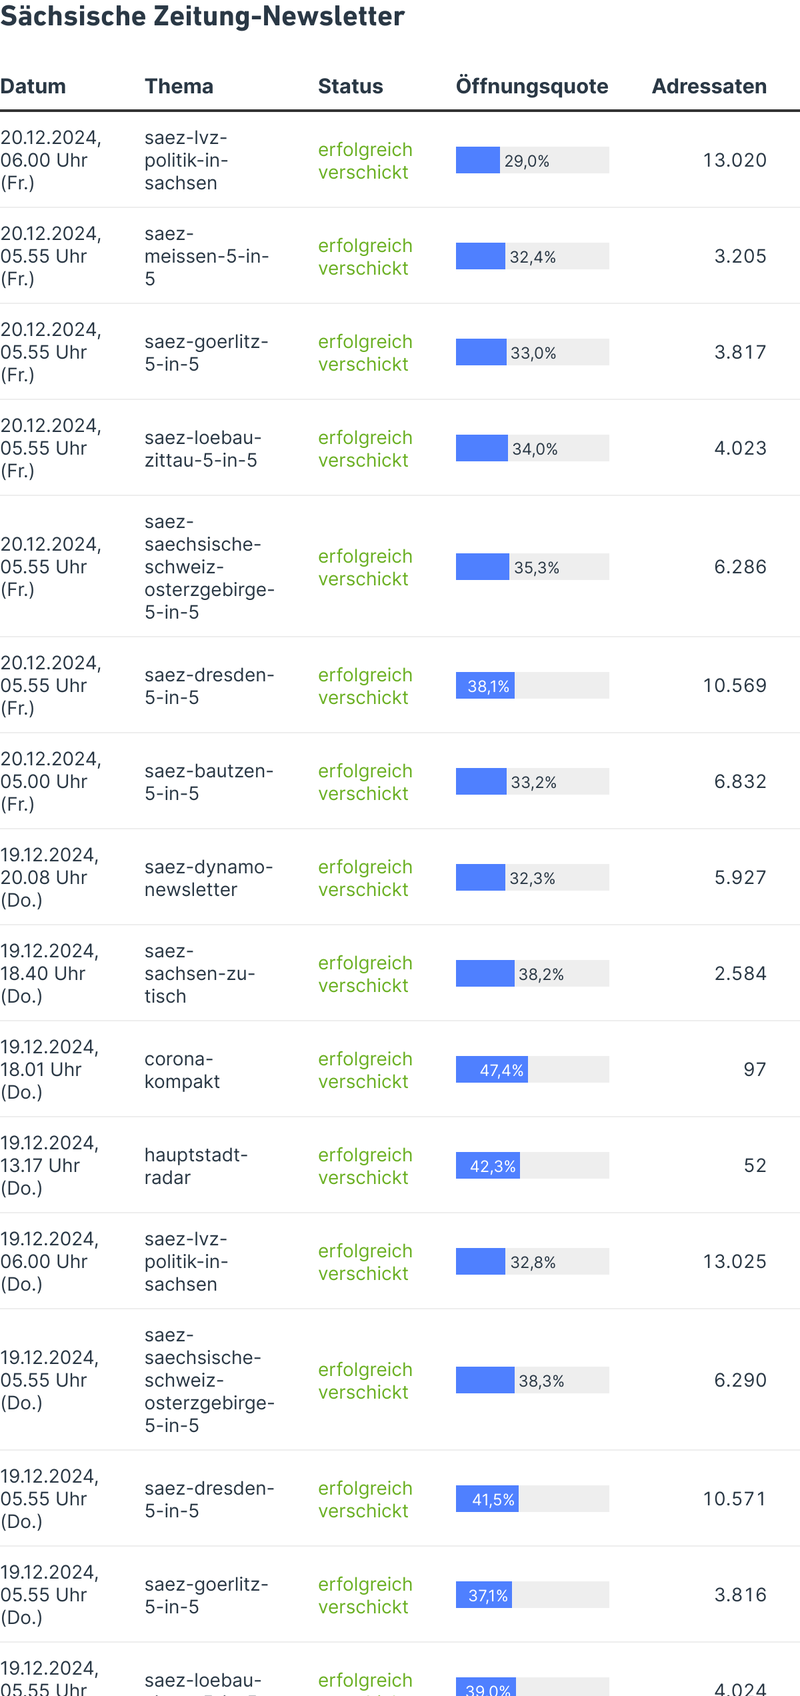 Sächsische Zeitung-Newsletter
Datum Thema Status Öffnungsquote Adressaten
20.12.2024,
06.00 Uhr
(Fr.)
saez-lvz-
politik-in-
sachsen
erfolgreich
verschickt
29,0%
13.020
20.12.2024,
05.55 Uhr
(Fr.)
saez-
meissen-5-in-
5
erfolgreich
verschickt
32,4%
3.205
20.12.2024,
05.55 Uhr
(Fr.)
saez-goerlitz-
5-in-5
erfolgreich
verschickt
33,0%
3.817
20.12.2024,
05.55 Uhr
(Fr.)
saez-loebau-
zittau-5-in-5
erfolgreich
verschickt
34,0%
4.023
20.12.2024,
05.55 Uhr
(Fr.)
saez-
saechsische-
schweiz-
osterzgebirge-
5-in-5
erfolgreich
verschickt
35,3%
6.286
20.12.2024,
05.55 Uhr
(Fr.)
saez-dresden-
5-in-5
erfolgreich
verschickt
38,1%
10.569
20.12.2024,
05.00 Uhr
(Fr.)
saez-bautzen-
5-in-5
erfolgreich
verschickt
33,2%
6.832
19.12.2024,
20.08 Uhr
(Do.)
saez-dynamo-
newsletter
erfolgreich
verschickt
32,3%
5.927
19.12.2024,
18.40 Uhr
(Do.)
saez-
sachsen-zu-
tisch
erfolgreich
verschickt
38,2%
2.584
19.12.2024,
18.01 Uhr
(Do.)
corona-
kompakt
erfolgreich
verschickt
47,4%
97
19.12.2024,
13.17 Uhr
(Do.)
hauptstadt-
radar
erfolgreich
verschickt
42,3%
52
19.12.2024,
06.00 Uhr
(Do.)
saez-lvz-
politik-in-
sachsen
erfolgreich
verschickt
32,8%
13.025
19.12.2024,
05.55 Uhr
(Do.)
saez-
saechsische-
schweiz-
osterzgebirge-
5-in-5
erfolgreich
verschickt
38,3%
6.290
19.12.2024,
05.55 Uhr
(Do.)
saez-dresden-
5-in-5
erfolgreich
verschickt
41,5%
10.571
19.12.2024,
05.55 Uhr
(Do.)
saez-goerlitz-
5-in-5
erfolgreich
verschickt
37,1%
3.816
19.12.2024,
05.55 Uhr
saez-loebau-
erfolgreich
39,0%
4.024